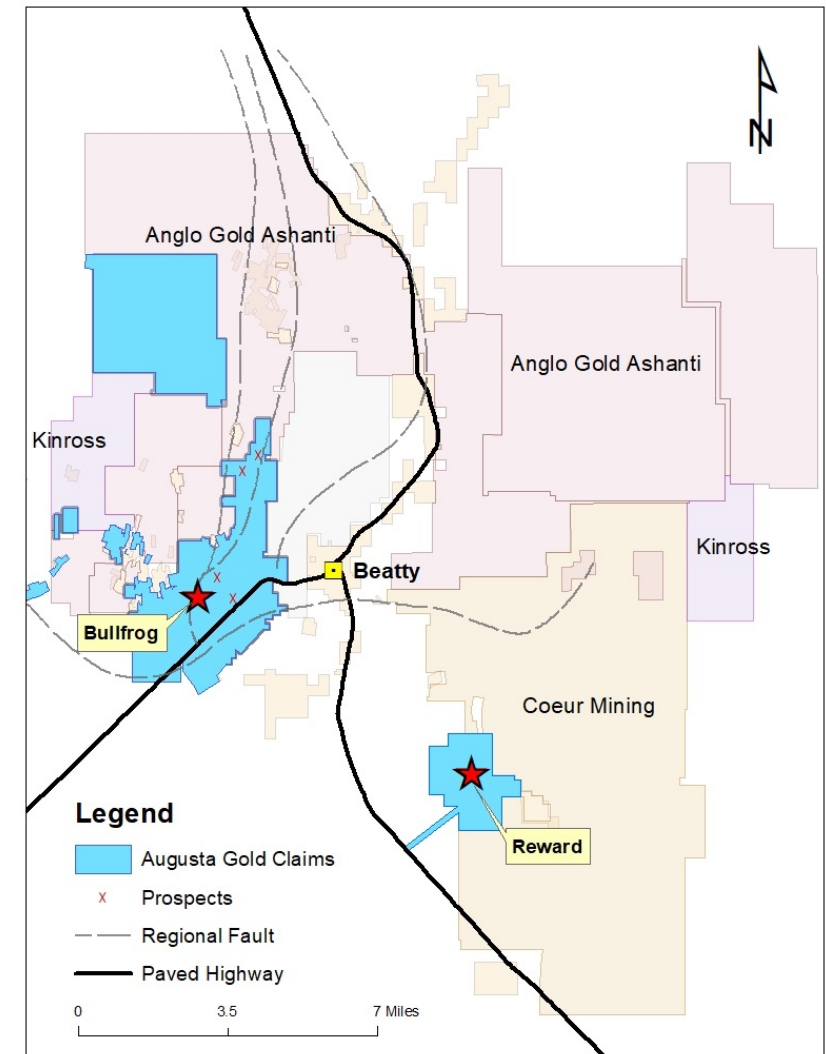 N
Anglo Gold Ashanti
Anglo Gold Ashanti
Kinross
Kinross
Beatty
Bullfrog
Coeur Mining
Reward
Legend
Augusta Gold Claims
x Prospects
Regional Fault
Paved Highway
0 3.5 7 Miles